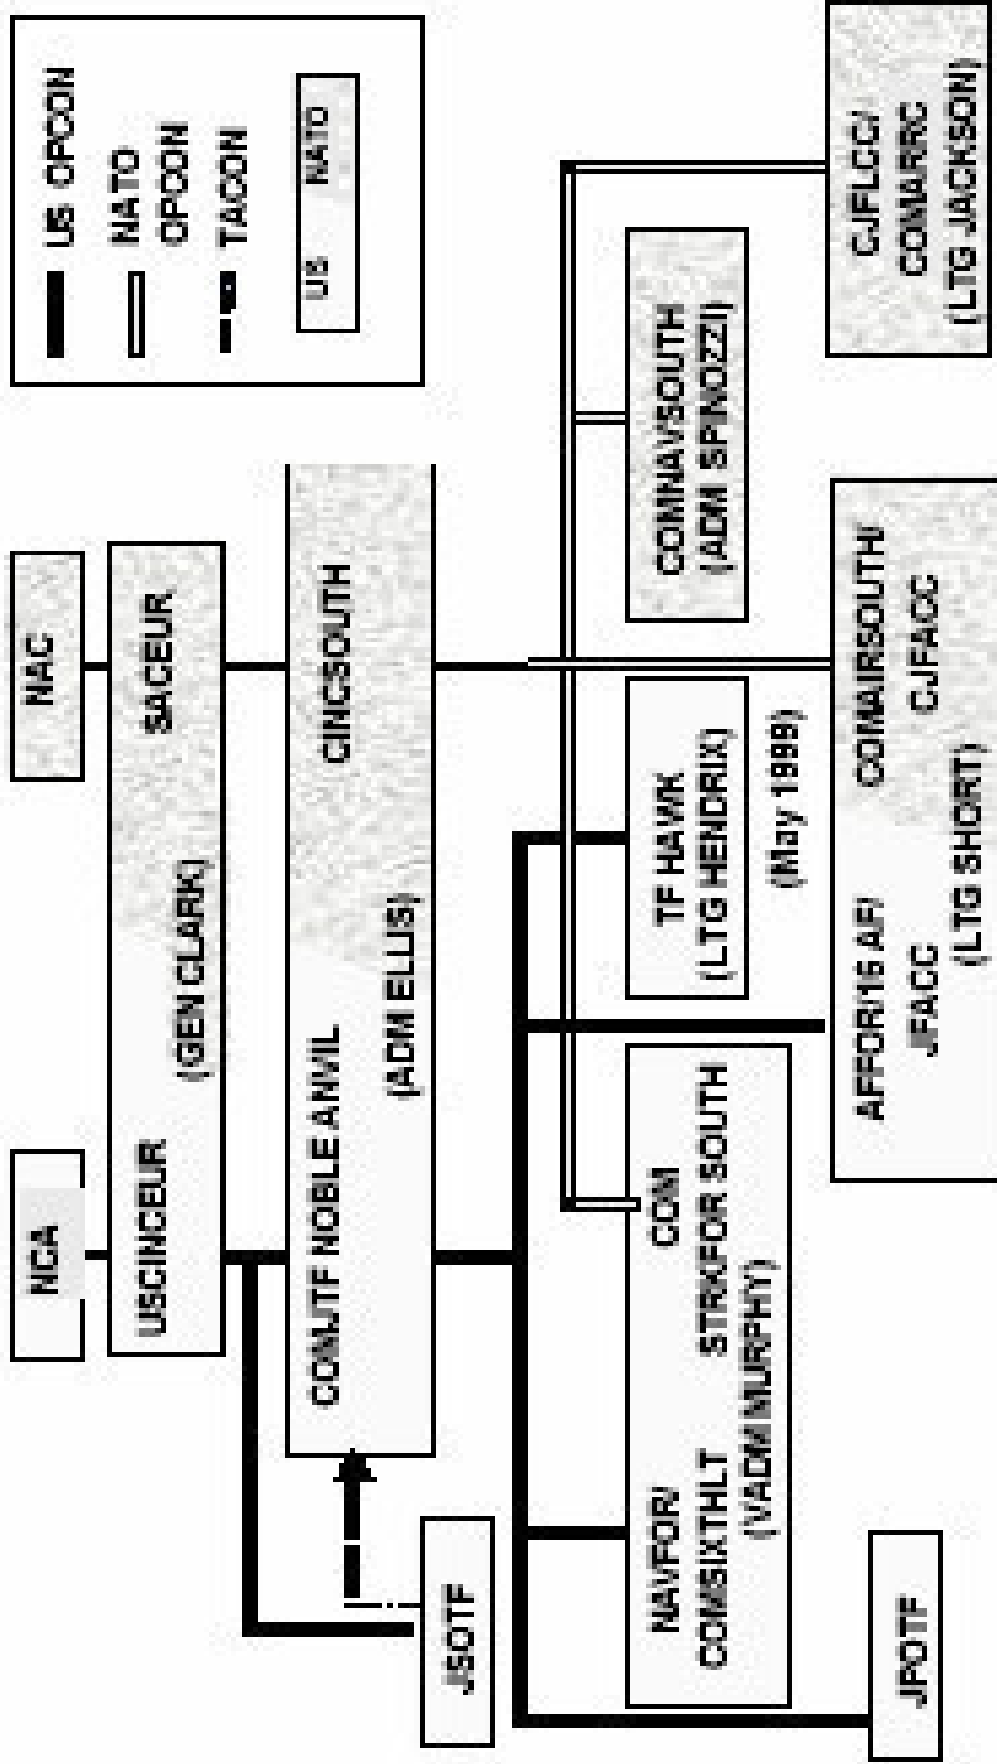 NCA
NAC
US OPCON
NATO
OPCON
TACON
US NATO
USCINCEUR SACEUR
(GEN CLARK)
COMJTF NOBLE ANVIL CINCSOUTH
(ADM ELLIS)
JSOTF
NAVFOR/ COM
COMSIXTHLT STRKFOR SOUTH
(VADM MURPHY)
TF HAWK
(LTG HENDRIX)
(May 1999)
COMNAVSOUTH
(ADM SPINOZZI)
JPOTF
AFFOR/16 AF/ COMAIRSOUTH/
JFACC CJFACC
(LTG SHORT)
CJFLCC/
COMARRC
(LTG JACKSON)